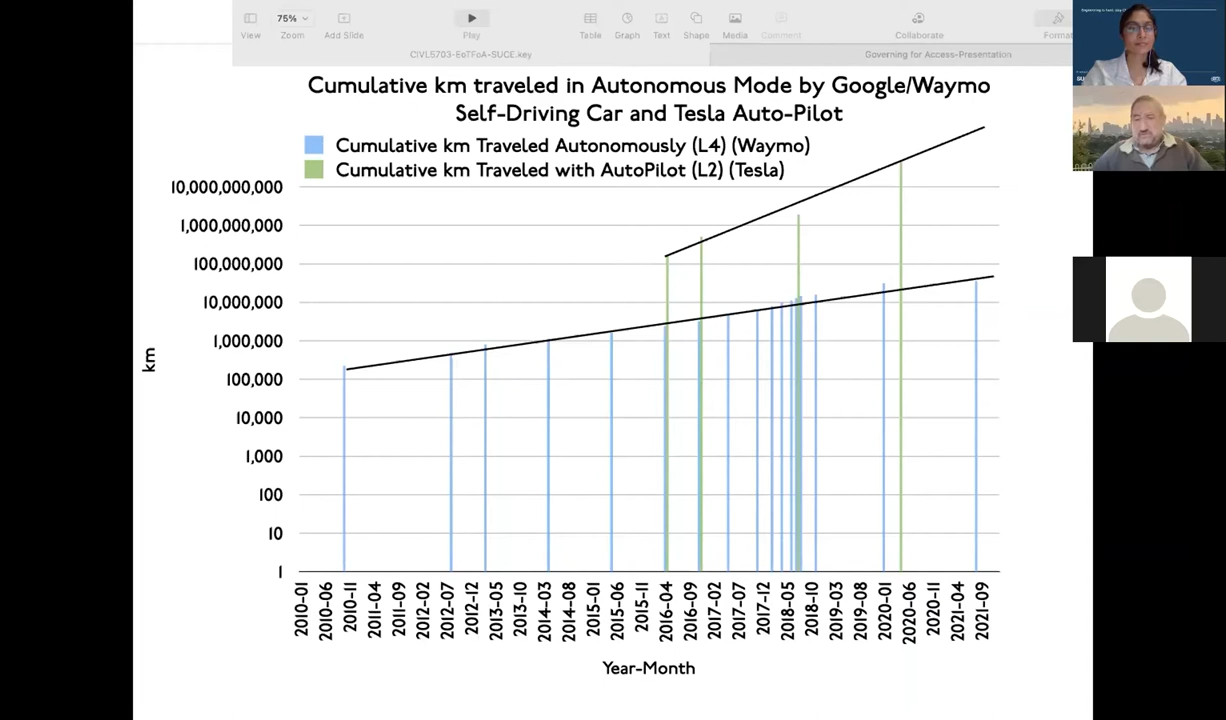 75%
View
Zoom
Add Slide
Play
Table
Graph
Text
Shape
Media
Comment
Collaborate
Format
CIVL5703-EoTFoA-SUCE.key
Governing for Access-Presentation
Cumulative km traveled in Autonomous Mode by Google/Waymo
Self-Driving Car and Tesla Auto-Pilot
Cumulative km Traveled Autonomously (L4) (Waymo)
Cumulative km Traveled with AutoPilot (L2) (Tesla)
10,000,000,000
1,000,000,000
100,000,000
10,000,000
1,000,000
100,000
10,000
1,000
100
10
1
km
2010-01
2010-06
2010-11
2011-04
2011-09
2012-02
2012-07
2012-12
2013-05
2013-10
2014-03
2014-08
2015-01
2015-06
2015-11
2016-04
2016-09
2017-02
2017-07
2017-12
2018-05
2018-10
2019-03
2019-08
2020-01
2020-06
2020-11
2021-04
2021-09
Year-Month